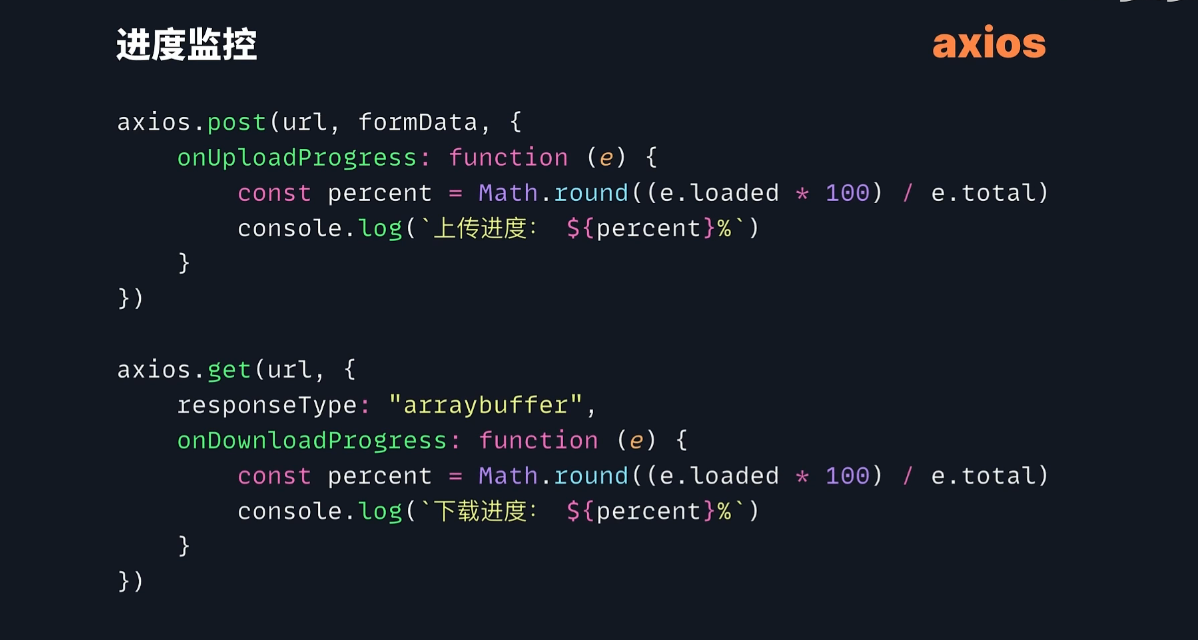 进度监控
axios
axios.post(url, formData, {
    onUploadProgress: function (e) {
        const percent = Math.round((e.loaded * 100) / e.total)
        console.log(`上传进度： ${percent}%`)
    }
})

axios.get(url, {
    responseType: "arraybuffer",
    onDownloadProgress: function (e) {
        const percent = Math.round((e.loaded * 100) / e.total)
        console.log(`下载进度： ${percent}%`)
    }
})